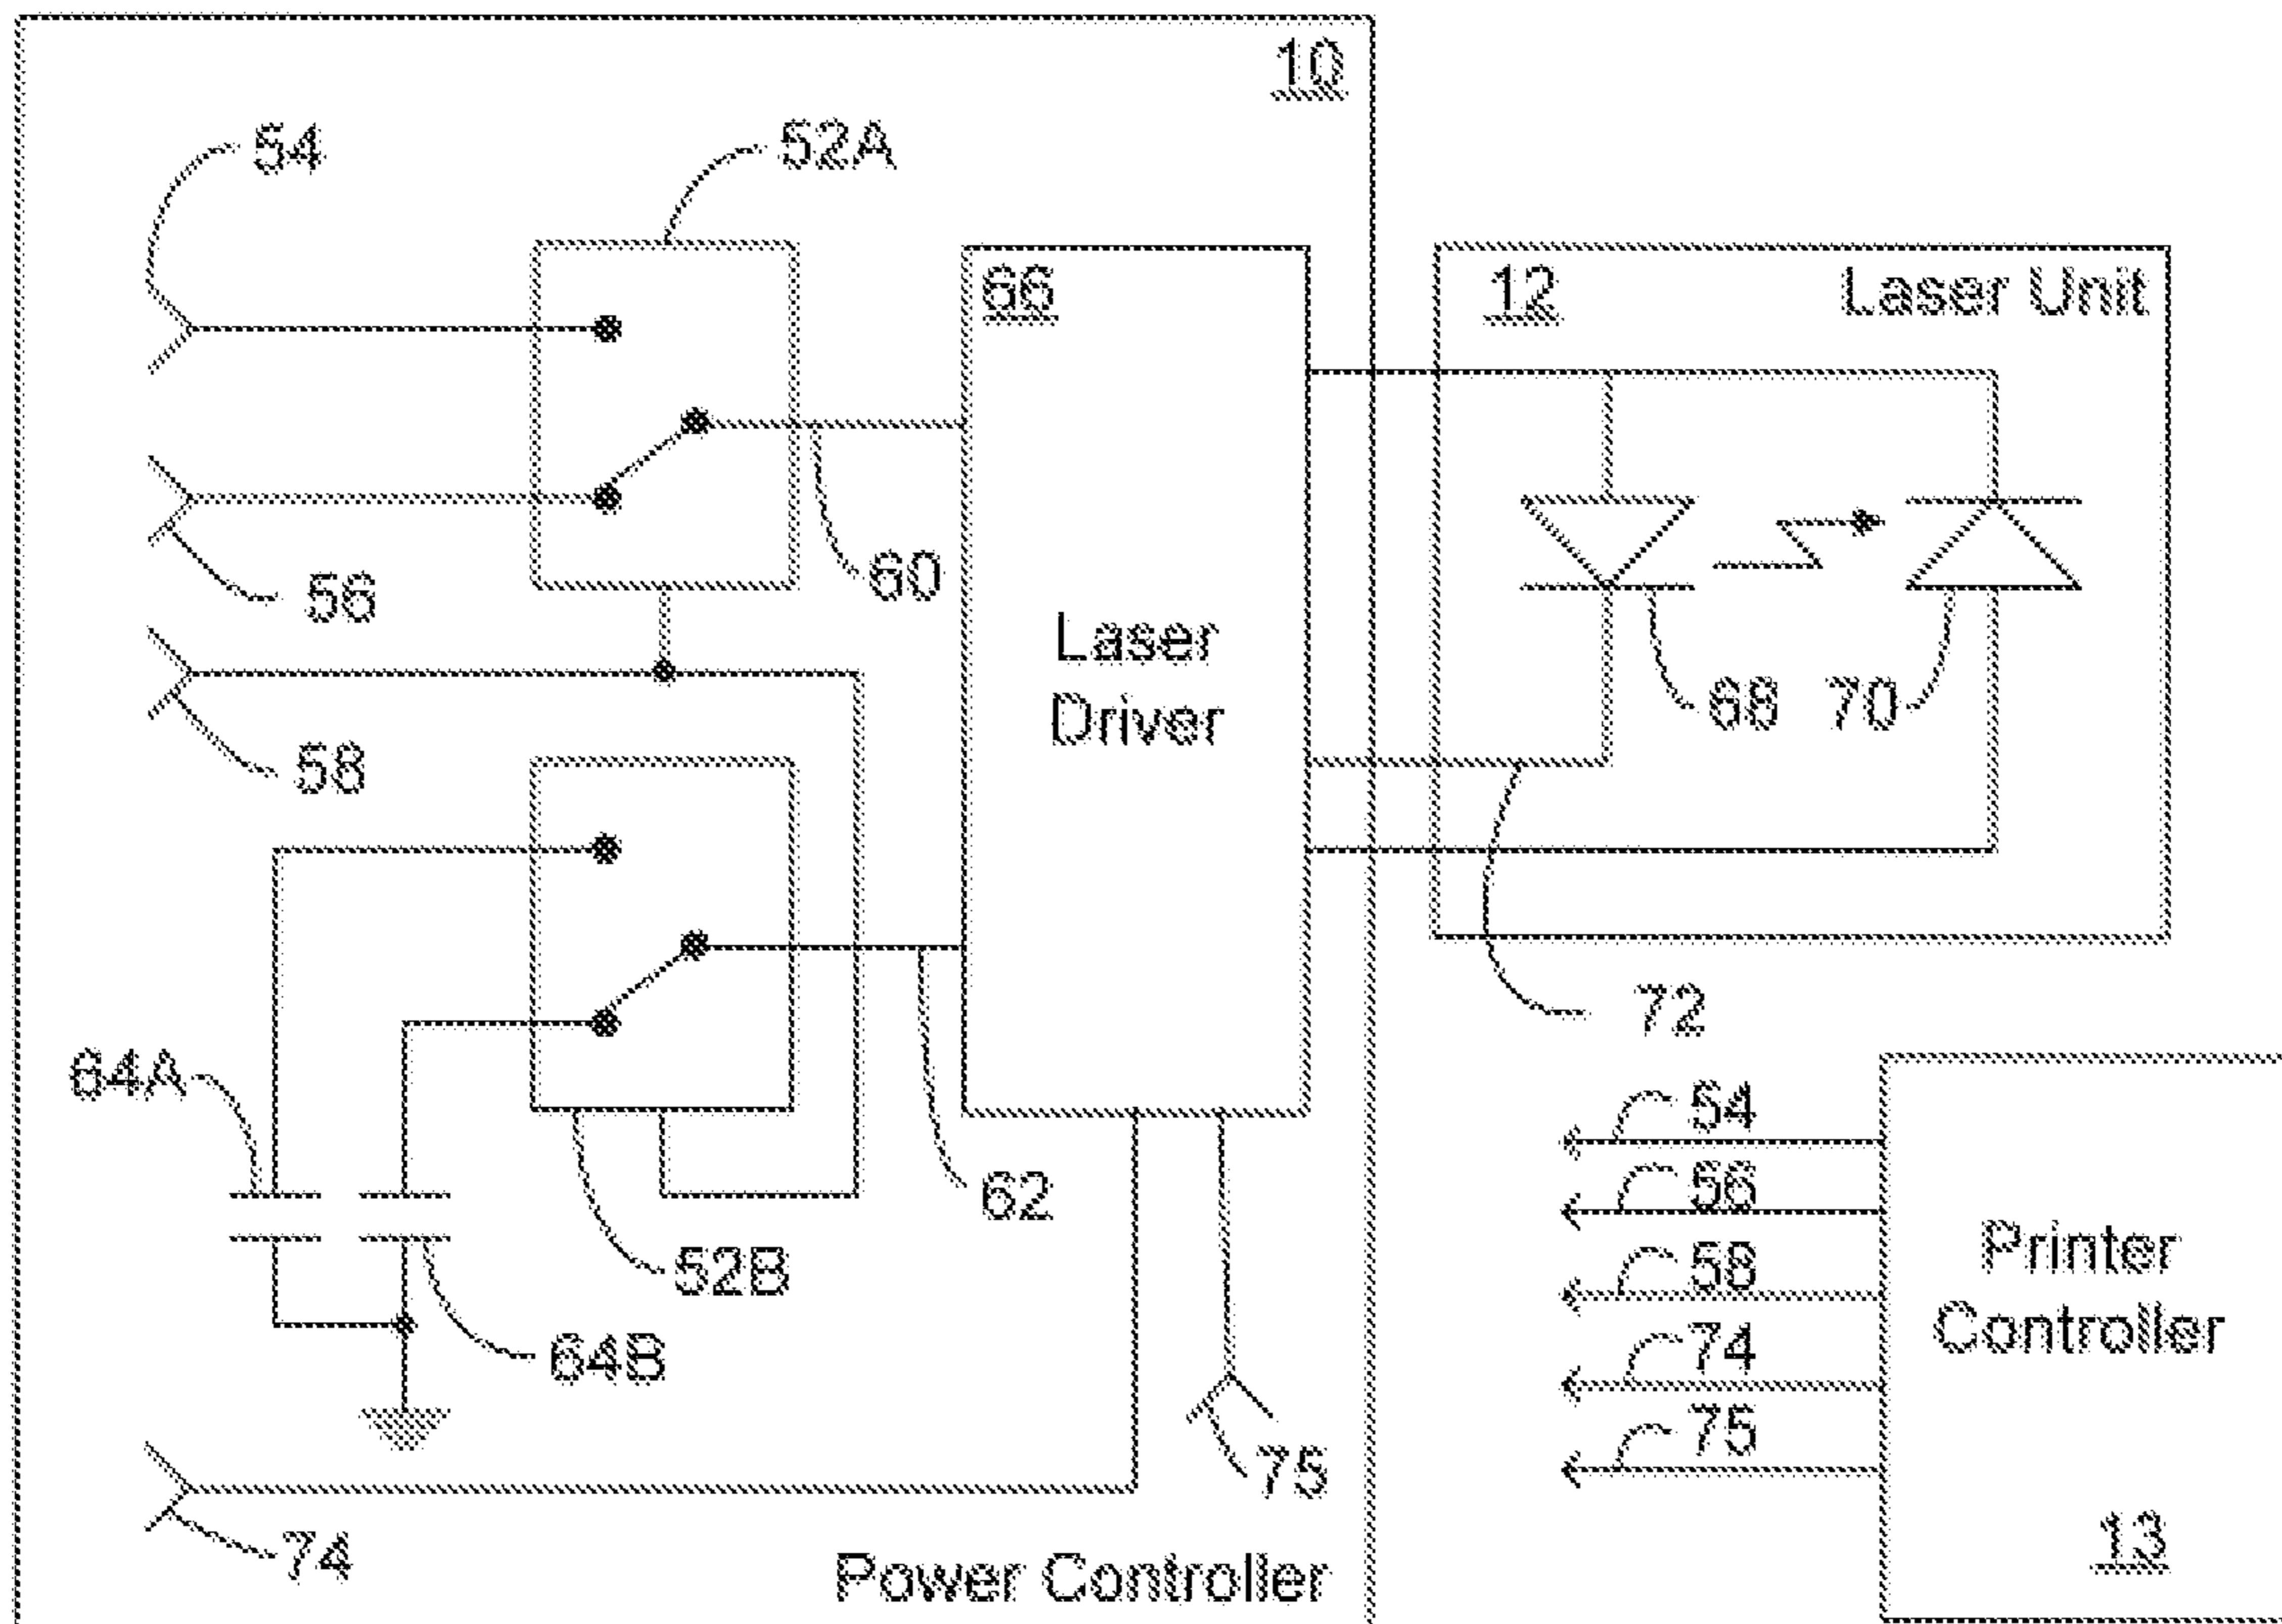 10
54
52A
66
12
Laser Unit
56
60
Laser
Driver
68
70
58
72
64A
62
52B
64B
75
74
Power Controller
54
56
58
74
75
Printer
Controller
13